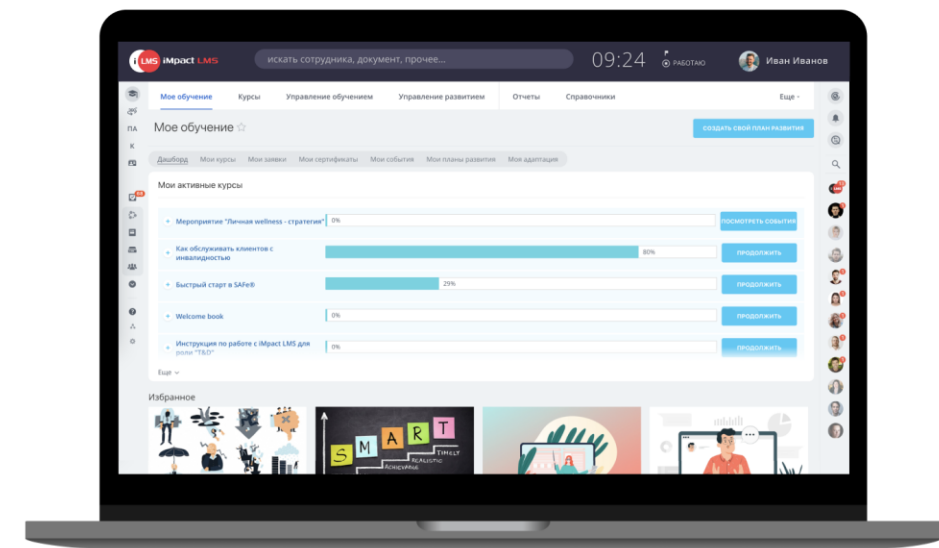 iLMS iMpact LMS
искать сотрудника, документ, прочее...
09:24
РАБОТАЮ
Иван Иванов
Мое обучение Курсы Управление обучением Управление развитием Отчеты Справочники Еще
ПА
К
Мое обучение
СОЗДАТЬ СВОЙ ПЛАН РАЗВИТИЯ
Дашборд Мои курсы Мои заявки Мои сертификаты Мои события Мои планы развития Моя адаптация
Мои активные курсы
Мероприятие "Личная wellness - стратегия" 0% ПОСМОТРЕТЬ СОБЫТИЯ
Как обслуживать клиентов с
инвалидностью
80% ПРОДОЛЖИТЬ
Быстрый старт в SAFe® 29% ПРОДОЛЖИТЬ
Welcome book 0% ПРОДОЛЖИТЬ
Инструкция по работе с iMpact LMS для
роли "T&D"
0% ПРОДОЛЖИТЬ
Еще
Избранное
S M A R T
TIMELY
REALISTIC
ACHIEVABLE